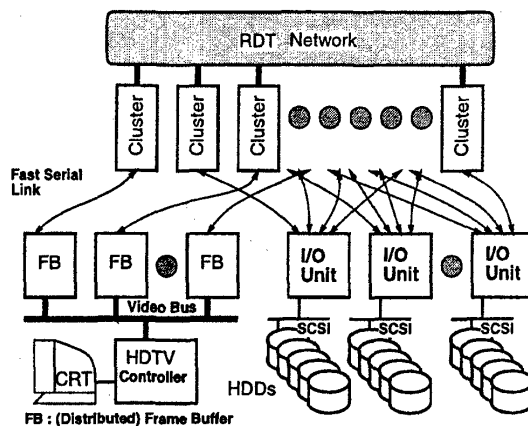 RDT Network
Cluster
Cluster
Cluster
Cluster
Fast Serial
Link
FB
FB
FB
I/O
Unit
I/O
Unit
I/O
Unit
Video Bus
SCSI
SCSI
SCSI
CRT
HDTV
Controller
HDDs
FB : (Distributed) Frame Buffer